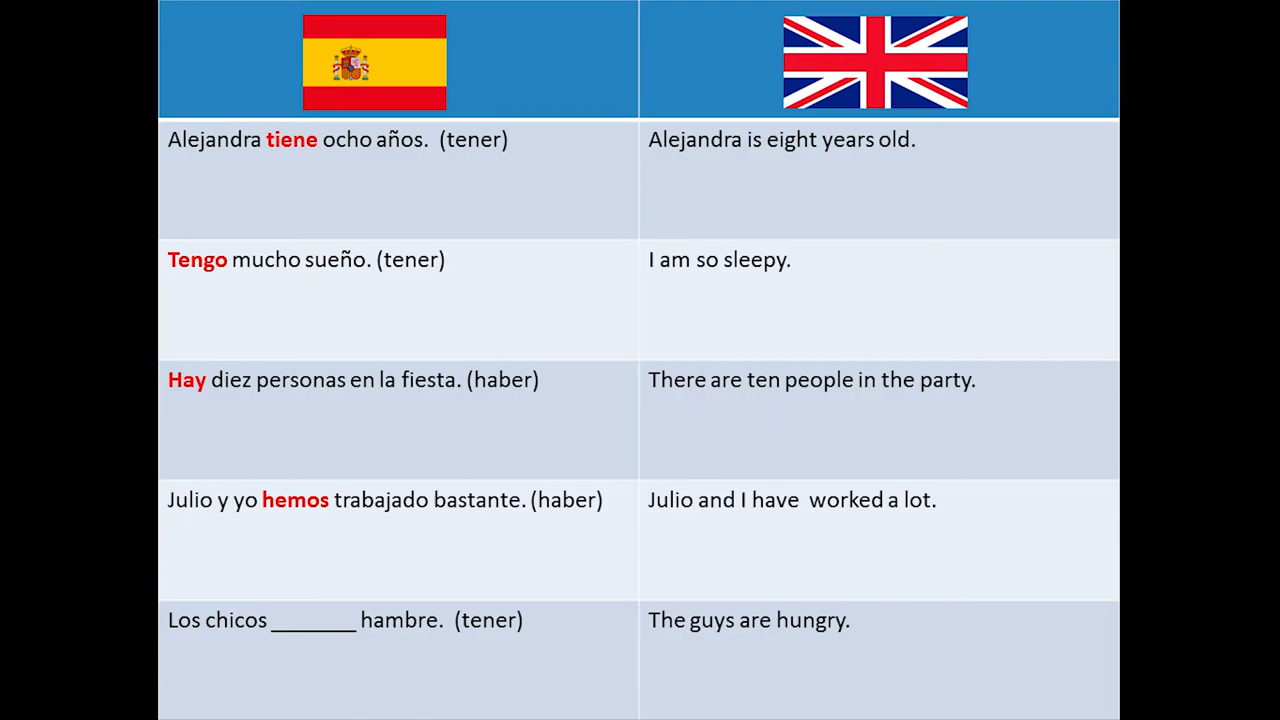 Alejandra tiene ocho años. (tener)
Alejandra is eight years old.
Tengo mucho sueño. (tener)
I am so sleepy.
Hay diez personas en la fiesta. (haber)
There are ten people in the party.
Julio y yo hemos trabajado bastante. (haber)
Julio and I have worked a lot.
Los chicos _______ hambre. (tener)
The guys are hungry.